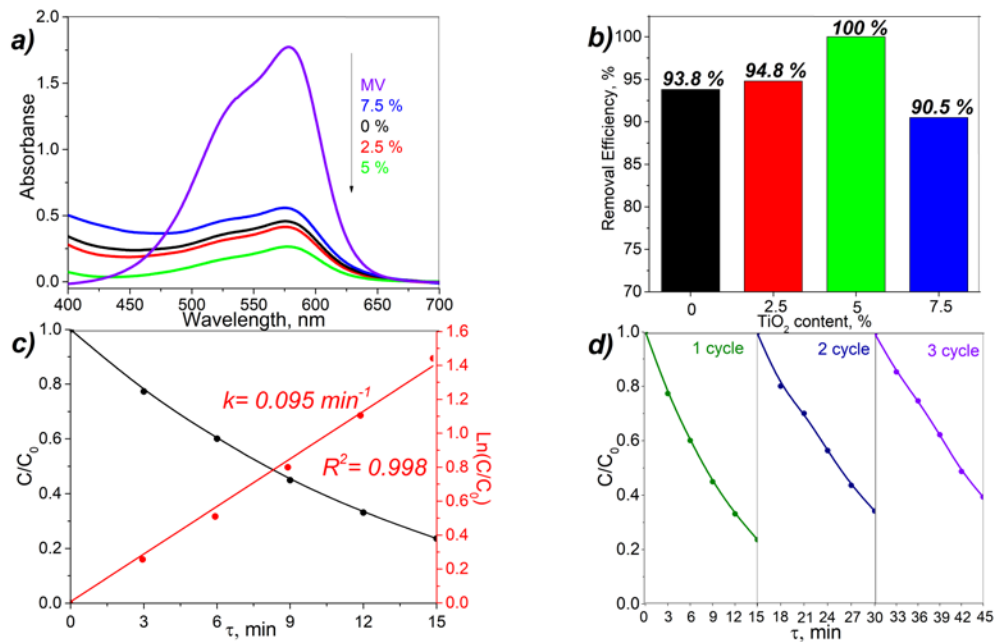 a)
Absorbanse
2.0
1.5
1.0
0.5
0.0
MV
7.5 %
0 %
2.5 %
5 %
400 450 500 550 600 650 700
Wavelength, nm
b)
Removal Efficiency, %
100
95
90
85
80
75
70
93.8 %
94.8 %
100 %
90.5 %
0 2.5 5 7.5
TiO₂ content, %
c)
C/C₀
1.0
0.8
0.6
0.4
0.2
0.0
k= 0.095 min⁻¹
R²= 0.998
1.6
1.4
1.2
1.0
0.8
0.6
0.4
0.2
0.0
Ln(C/C₀)
0 3 6 9 12 15
τ, min
d)
C/C₀
1.0
0.8
0.6
0.4
0.2
0.0
1 cycle
2 cycle
3 cycle
0 3 6 9 12 15 18 21 24 27 30 33 36 39 42 45
τ, min